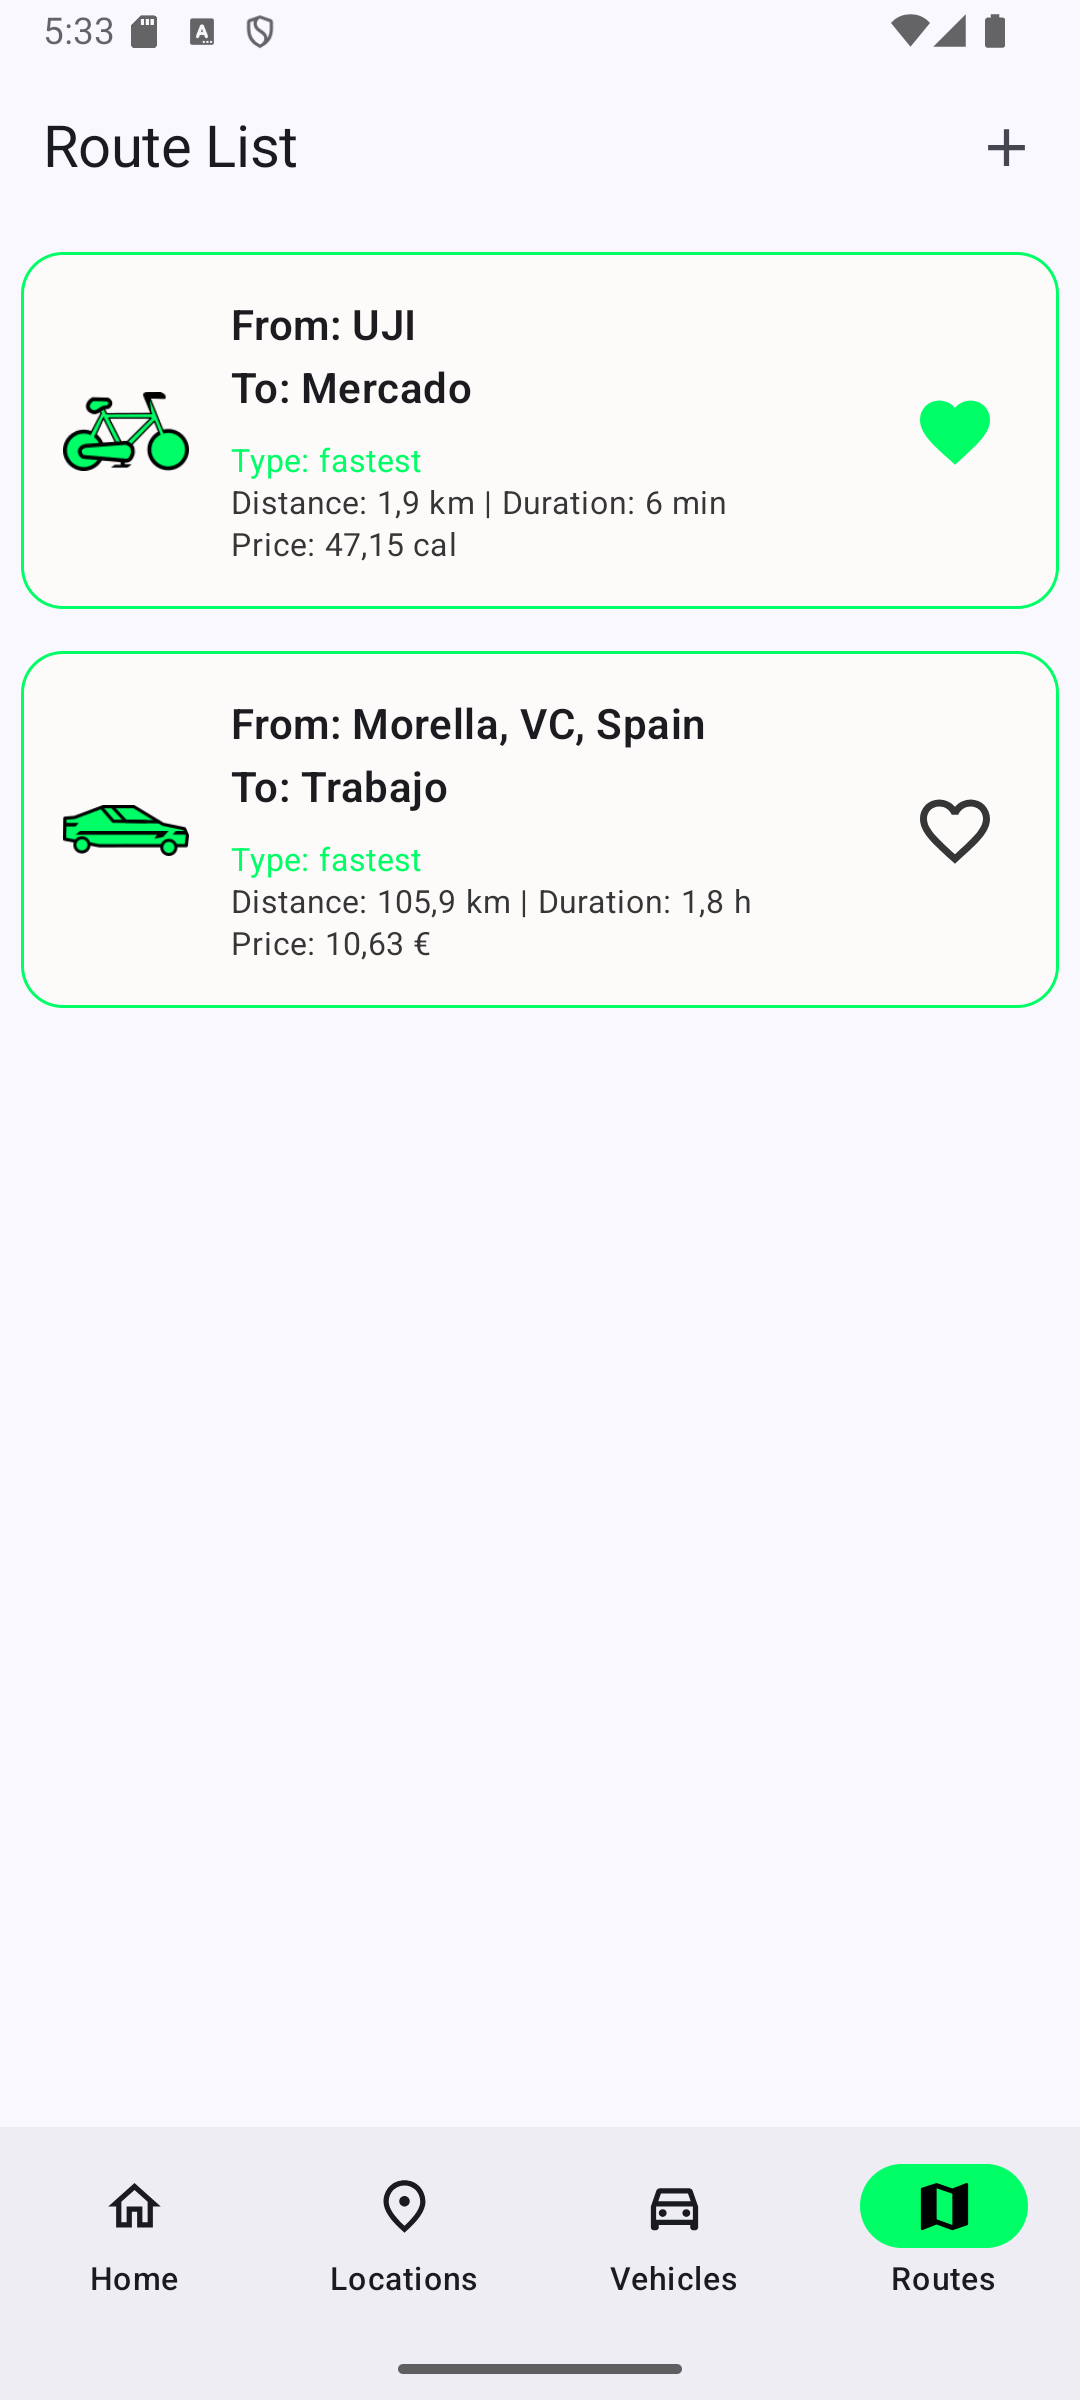 5:33
Route List
From: UJI
To: Mercado
Type: fastest
Distance: 1,9 km | Duration: 6 min
Price: 47,15 cal
From: Morella, VC, Spain
To: Trabajo
Type: fastest
Distance: 105,9 km | Duration: 1,8 h
Price: 10,63 €
Home
Locations
Vehicles
Routes